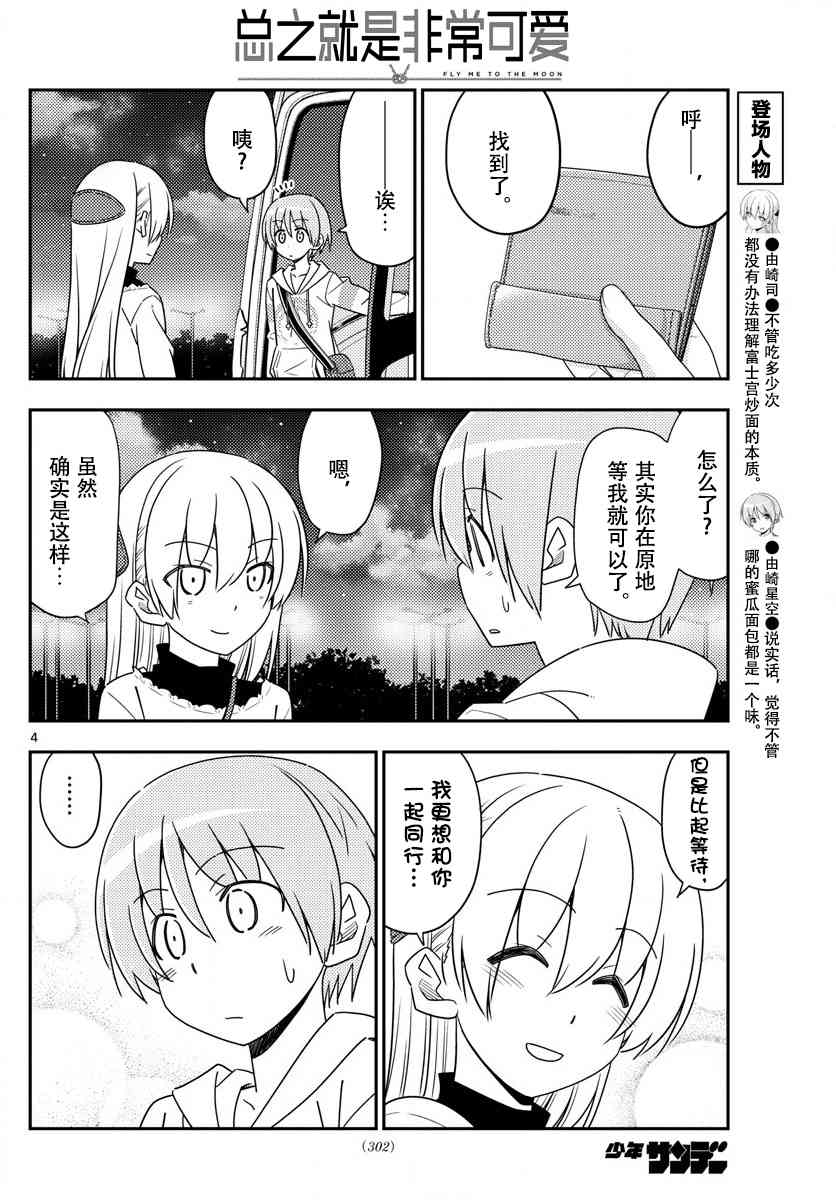 总之就是非常可爱
FLY ME TO THE MOON
登场人物
●由崎司●不管吃多少次
都没有办法理解富士宫炒面的本质。
●由崎星空●说实话，觉得不管
哪的蜜瓜面包都是一个味。
呼
——，
找
到
了。
——
诶…
咦？
怎么了？
其实你在原地
等我就可以了。
嗯，
虽然
确实是这样…
但是比起等待，
我更想和你
一起同行…
……
4
(302)
少年サンデー